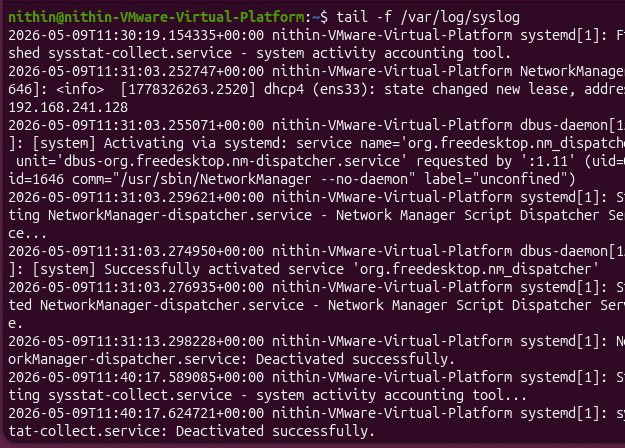 nithin@nithin-VMware-Virtual-Platform:~$ tail -f /var/log/syslog
2026-05-09T11:30:19.154335+00:00 nithin-VMware-Virtual-Platform systemd[1]:
shed sysstat-collect.service - system activity accounting tool.
2026-05-09T11:31:03.252747+00:00 nithin-VMware-Virtual-Platform NetworkManage
646]: <info>  [1778326263.2520] dhcp4 (ens33): state changed new lease, addre
192.168.241.128
2026-05-09T11:31:03.255071+00:00 nithin-VMware-Virtual-Platform dbus-daemon[1
]: [system] Activating via systemd: service name='org.freedesktop.nm_dispatche
 unit='dbus-org.freedesktop.nm-dispatcher.service' requested by ':1.11' (uid=
id=1646 comm="/usr/sbin/NetworkManager --no-daemon" label="unconfined")
2026-05-09T11:31:03.259621+00:00 nithin-VMware-Virtual-Platform systemd[1]: S
ting NetworkManager-dispatcher.service - Network Manager Script Dispatcher Se
ce...
2026-05-09T11:31:03.274950+00:00 nithin-VMware-Virtual-Platform dbus-daemon[1
]: [system] Successfully activated service 'org.freedesktop.nm_dispatcher'
2026-05-09T11:31:03.276935+00:00 nithin-VMware-Virtual-Platform systemd[1]: S
ted NetworkManager-dispatcher.service - Network Manager Script Dispatcher Ser
e.
2026-05-09T11:31:13.298228+00:00 nithin-VMware-Virtual-Platform systemd[1]: N
orkManager-dispatcher.service: Deactivated successfully.
2026-05-09T11:40:17.589085+00:00 nithin-VMware-Virtual-Platform systemd[1]: S
ting sysstat-collect.service - system activity accounting tool...
2026-05-09T11:40:17.624721+00:00 nithin-VMware-Virtual-Platform systemd[1]: s
tat-collect.service: Deactivated successfully.